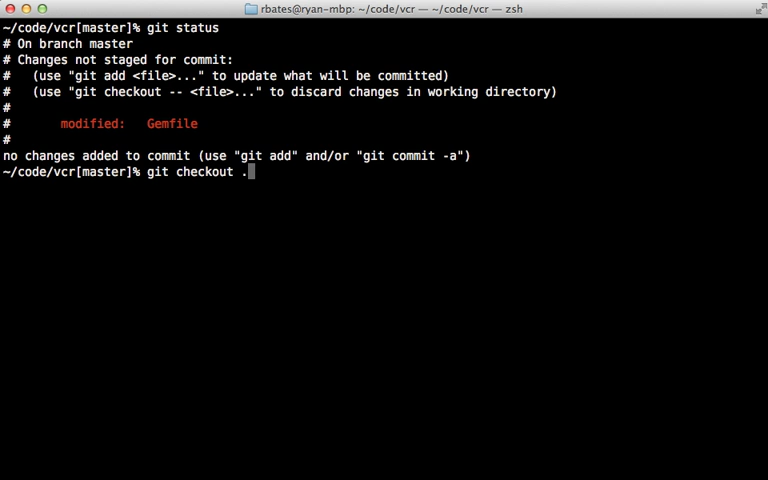 rbates@ryan-mbp: ~/code/vcr — ~/code/vcr — zsh
~/code/vcr[master]% git status
# On branch master
# Changes not staged for commit:
#   (use "git add <file>..." to update what will be committed)
#   (use "git checkout -- <file>..." to discard changes in working directory)
#
#       modified:   Gemfile
#
no changes added to commit (use "git add" and/or "git commit -a")
~/code/vcr[master]% git checkout .